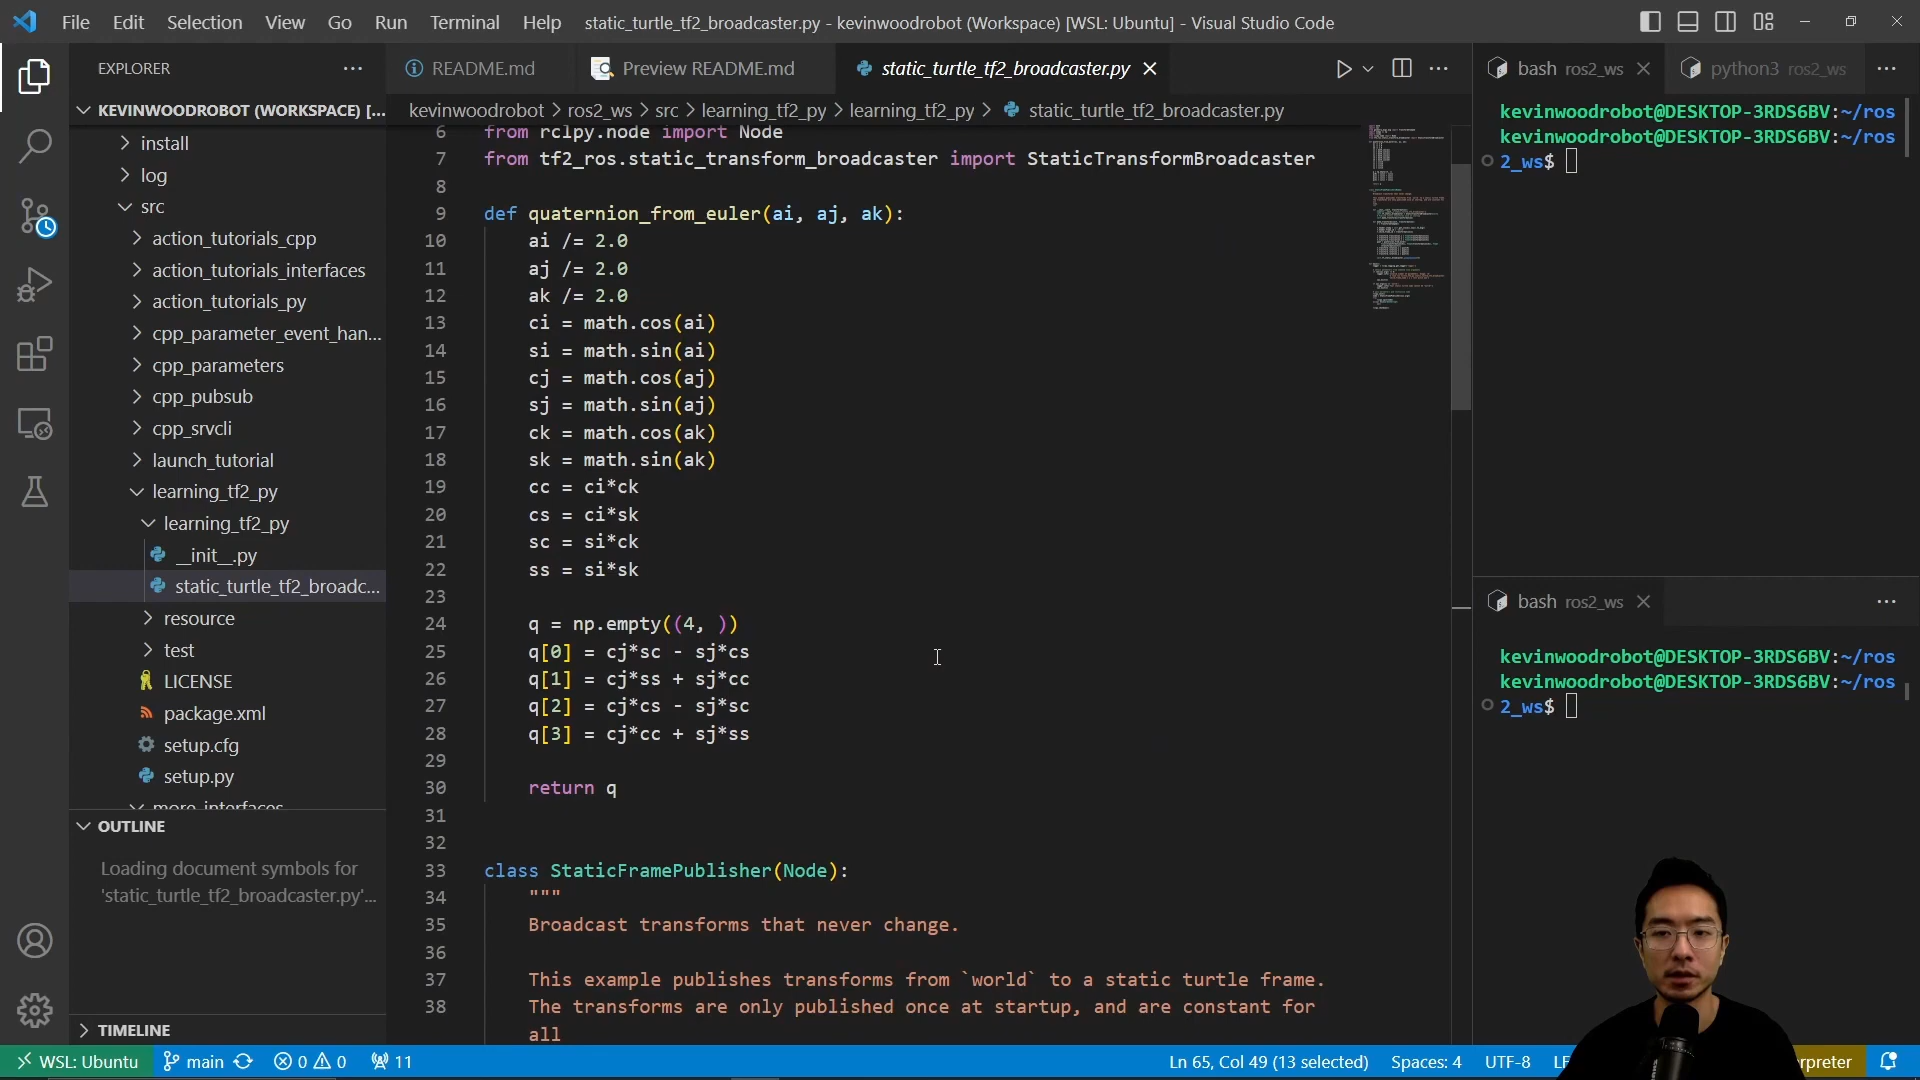 File Edit Selection View Go Run Terminal Help static_turtle_tf2_broadcaster.py - kevinwoodrobot (Workspace) [WSL: Ubuntu] - Visual Studio Code
EXPLORER
KEVINWOODROBOT (WORKSPACE) [...
install
log
src
action_tutorials_cpp
action_tutorials_interfaces
action_tutorials_py
cpp_parameter_event_han...
cpp_parameters
cpp_pubsub
cpp_srvcli
launch_tutorial
learning_tf2_py
learning_tf2_py
__init__.py
static_turtle_tf2_broadc...
resource
test
LICENSE
package.xml
setup.cfg
setup.py
more_interfaces
OUTLINE
Loading document symbols for
'static_turtle_tf2_broadcaster.py'...
TIMELINE
README.md Preview README.md static_turtle_tf2_broadcaster.py
kevinwoodrobot > ros2_ws > src > learning_tf2_py > learning_tf2_py > static_turtle_tf2_broadcaster.py
6 from rclpy.node import Node
7 from tf2_ros.static_transform_broadcaster import StaticTransformBroadcaster
8
9 def quaternion_from_euler(ai, aj, ak):
10 ai /= 2.0
11 aj /= 2.0
12 ak /= 2.0
13 ci = math.cos(ai)
14 si = math.sin(ai)
15 cj = math.cos(aj)
16 sj = math.sin(aj)
17 ck = math.cos(ak)
18 sk = math.sin(ak)
19 cc = ci*ck
20 cs = ci*sk
21 sc = si*ck
22 ss = si*sk
23
24 q = np.empty((4, ))
25 q[0] = cj*sc - sj*cs
26 q[1] = cj*ss + sj*cc
27 q[2] = cj*cs - sj*sc
28 q[3] = cj*cc + sj*ss
29
30 return q
31
32
33 class StaticFramePublisher(Node):
34 """
35 Broadcast transforms that never change.
36
37 This example publishes transforms from `world` to a static turtle frame.
38 The transforms are only published once at startup, and are constant for
all
bash ros2_ws python3 ros2_ws
kevinwoodrobot@DESKTOP-3RDS6BV:~/ros
kevinwoodrobot@DESKTOP-3RDS6BV:~/ros
2_ws$
bash ros2_ws
kevinwoodrobot@DESKTOP-3RDS6BV:~/ros
kevinwoodrobot@DESKTOP-3RDS6BV:~/ros
2_ws$
WSL: Ubuntu main 0 0 11 Ln 65, Col 49 (13 selected) Spaces: 4 UTF-8